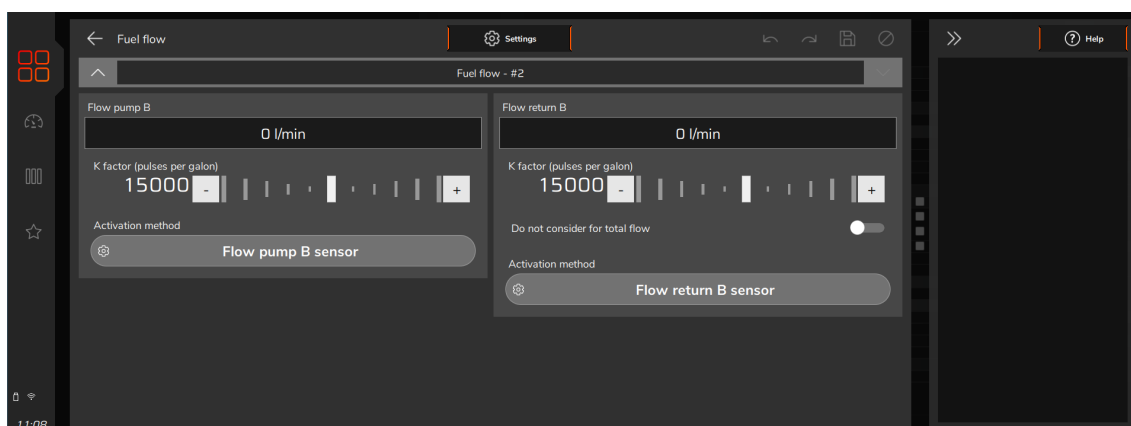 Fuel flow
Settings
Help
Fuel flow - #2
Flow pump B
0 l/min
K factor (pulses per galon)
15000 - +
Activation method
Flow pump B sensor
Flow return B
0 l/min
K factor (pulses per galon)
15000 - +
Do not consider for total flow
Activation method
Flow return B sensor
11:08